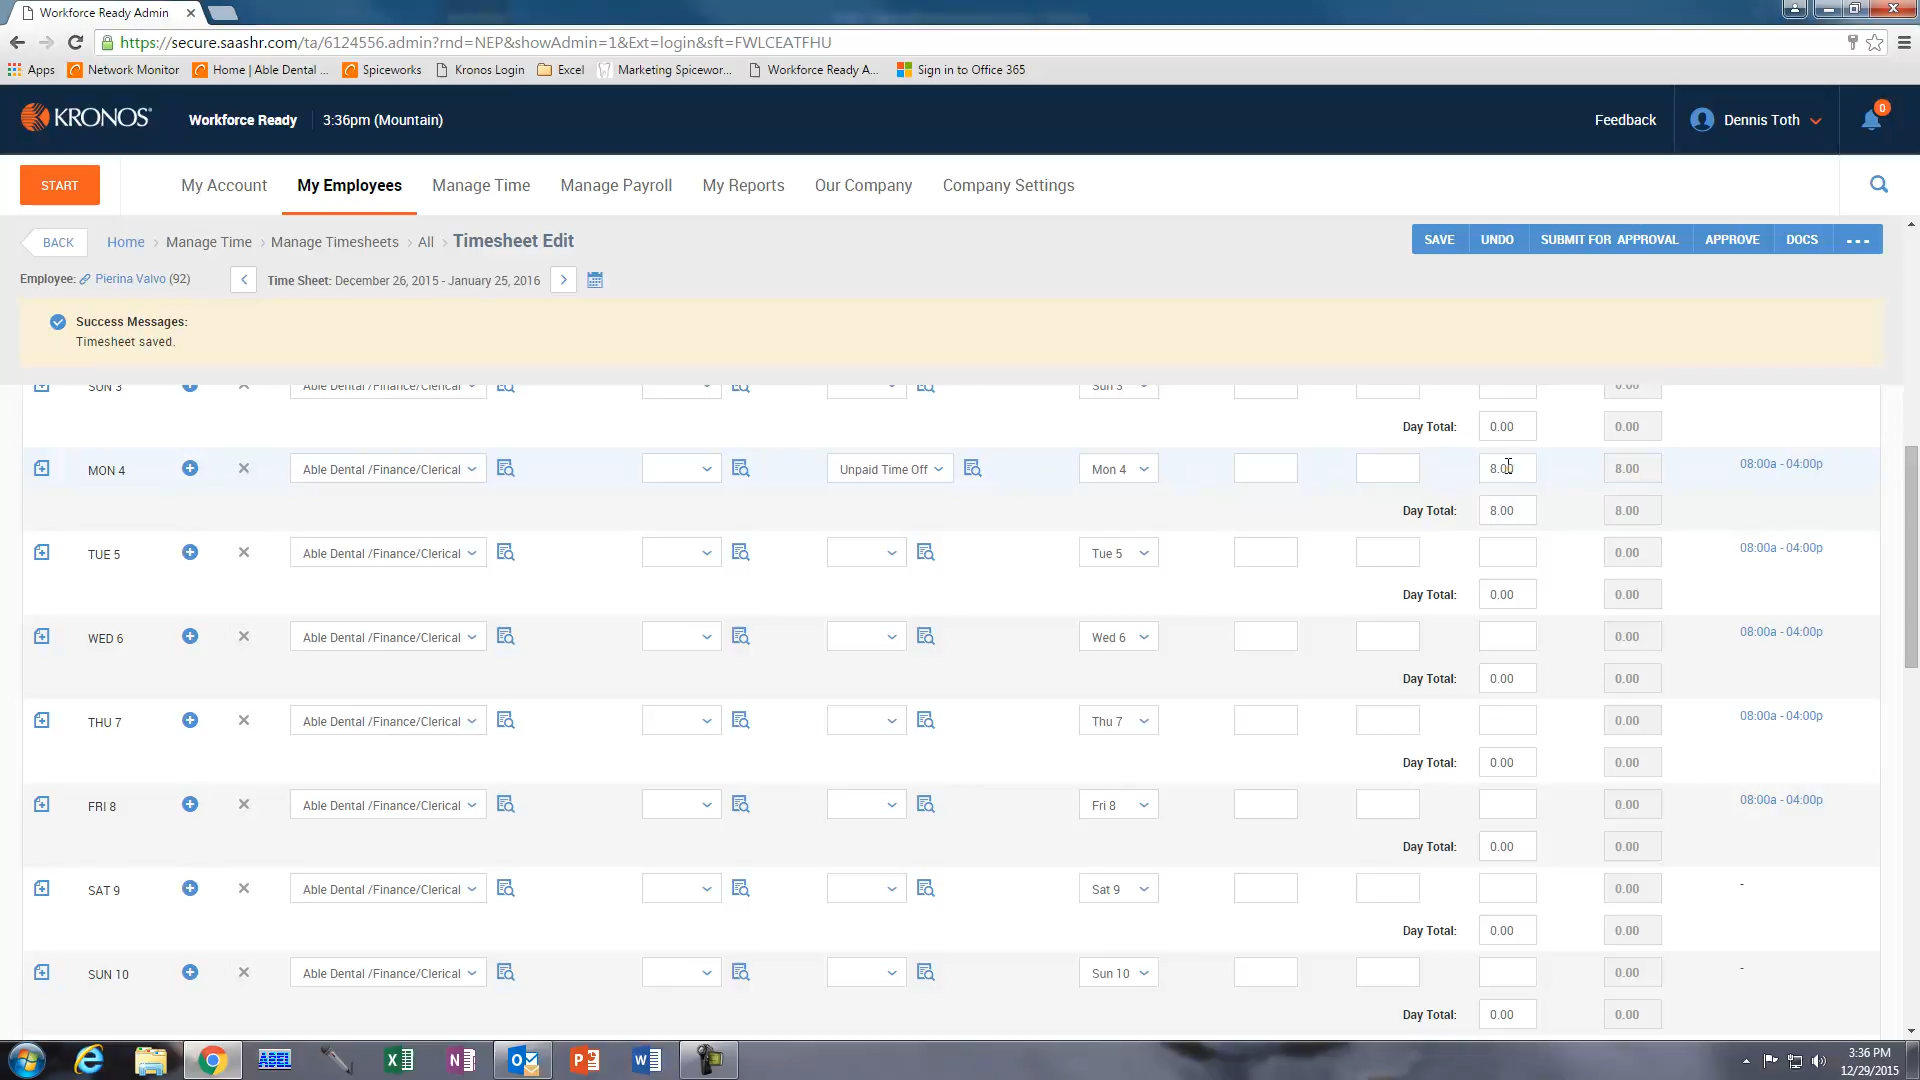 Workforce Ready Admin
https://secure.saashr.com/ta/6124556.admin?rnd=NEP&showAdmin=1&Ext=login&sft=FWLCEATFHU
Apps Network Monitor Home | Able Dental ... Spiceworks Kronos Login Excel Marketing Spicewor... Workforce Ready A... Sign in to Office 365
KRONOS Workforce Ready 3:36pm (Mountain) Feedback Dennis Toth 0
START My Account My Employees Manage Time Manage Payroll My Reports Our Company Company Settings
BACK Home > Manage Time > Manage Timesheets > All > Timesheet Edit SAVE UNDO SUBMIT FOR APPROVAL APPROVE DOCS ...
Employee: Pierina Valvo (92) Time Sheet: December 26, 2015 - January 25, 2016
Success Messages:
Timesheet saved.
SUN 3 Able Dental /Finance/Clerical Sun 3 0.00
Day Total: 0.00 0.00
MON 4 Able Dental /Finance/Clerical Unpaid Time Off Mon 4 8.00 8.00 08:00a - 04:00p
Day Total: 8.00 8.00
TUE 5 Able Dental /Finance/Clerical Tue 5 0.00 08:00a - 04:00p
Day Total: 0.00 0.00
WED 6 Able Dental /Finance/Clerical Wed 6 0.00 08:00a - 04:00p
Day Total: 0.00 0.00
THU 7 Able Dental /Finance/Clerical Thu 7 0.00 08:00a - 04:00p
Day Total: 0.00 0.00
FRI 8 Able Dental /Finance/Clerical Fri 8 0.00 08:00a - 04:00p
Day Total: 0.00 0.00
SAT 9 Able Dental /Finance/Clerical Sat 9 0.00 -
Day Total: 0.00 0.00
SUN 10 Able Dental /Finance/Clerical Sun 10 0.00 -
Day Total: 0.00 0.00
3:36 PM
12/29/2015